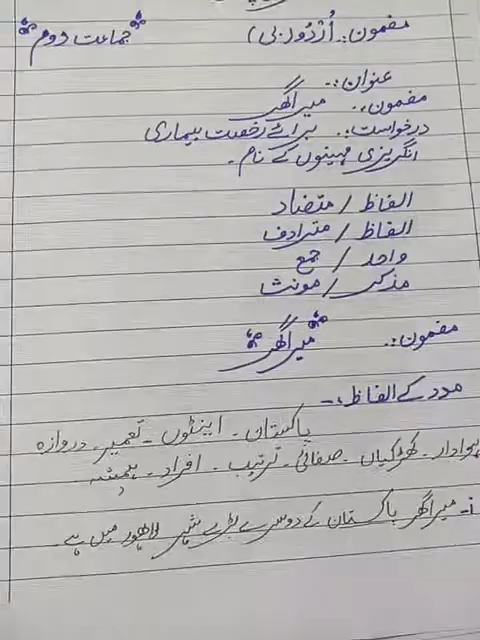 مضمون:۔ اُرْدُو(بی) جماعت دوم
عنوان:۔
مضمون:۔ میرا گھر
درخواست:۔ برائے رُخصت بیماری
انگریزی مہینوں کے نام۔
الفاظ / متضاد
الفاظ / مترادف
واحد / جمع
مذکر / مونث
مضمون:۔ میرا گھر
مدد کے الفاظ:۔
پاکستان۔ اینٹوں۔ تعمیر۔ دروازہ
ہوادار۔ کھڑکیاں۔ صفائی۔ ترتیب۔ افراد۔ ہمیشہ
i۔ میرا گھر پاکستان کے دوسرے بڑے شہر لاہور میں ہے۔